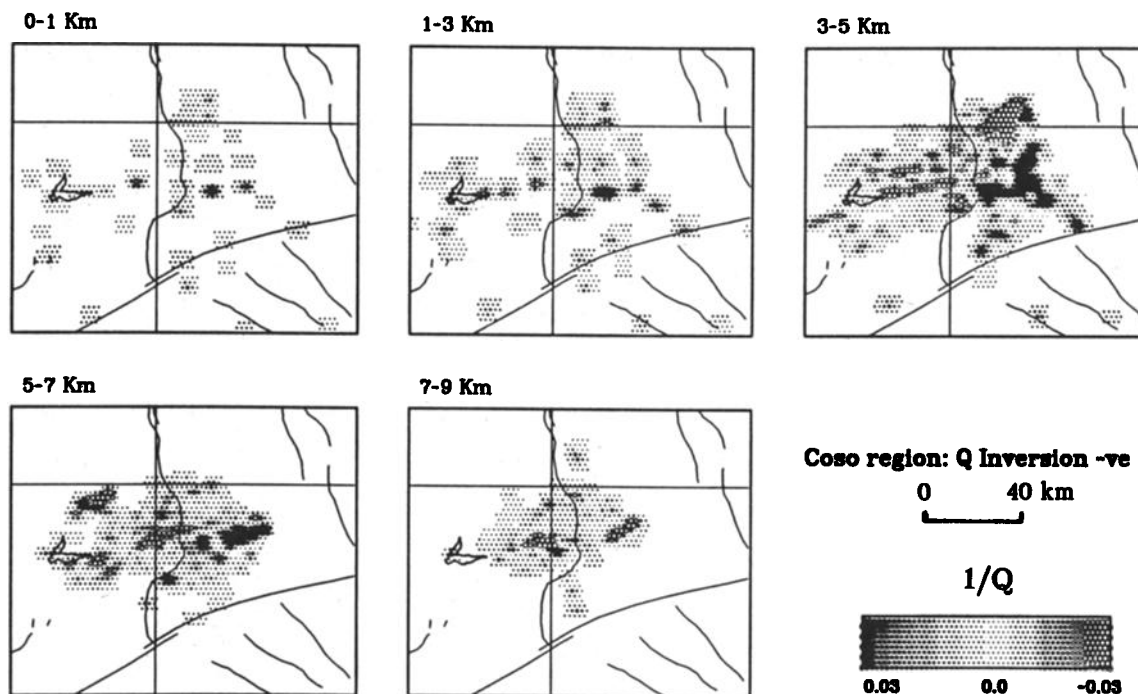 0-1 Km
1-3 Km
3-5 Km
5-7 Km
7-9 Km
Coso region: Q Inversion -ve
0 40 km
1/Q
0.03 0.0 -0.03